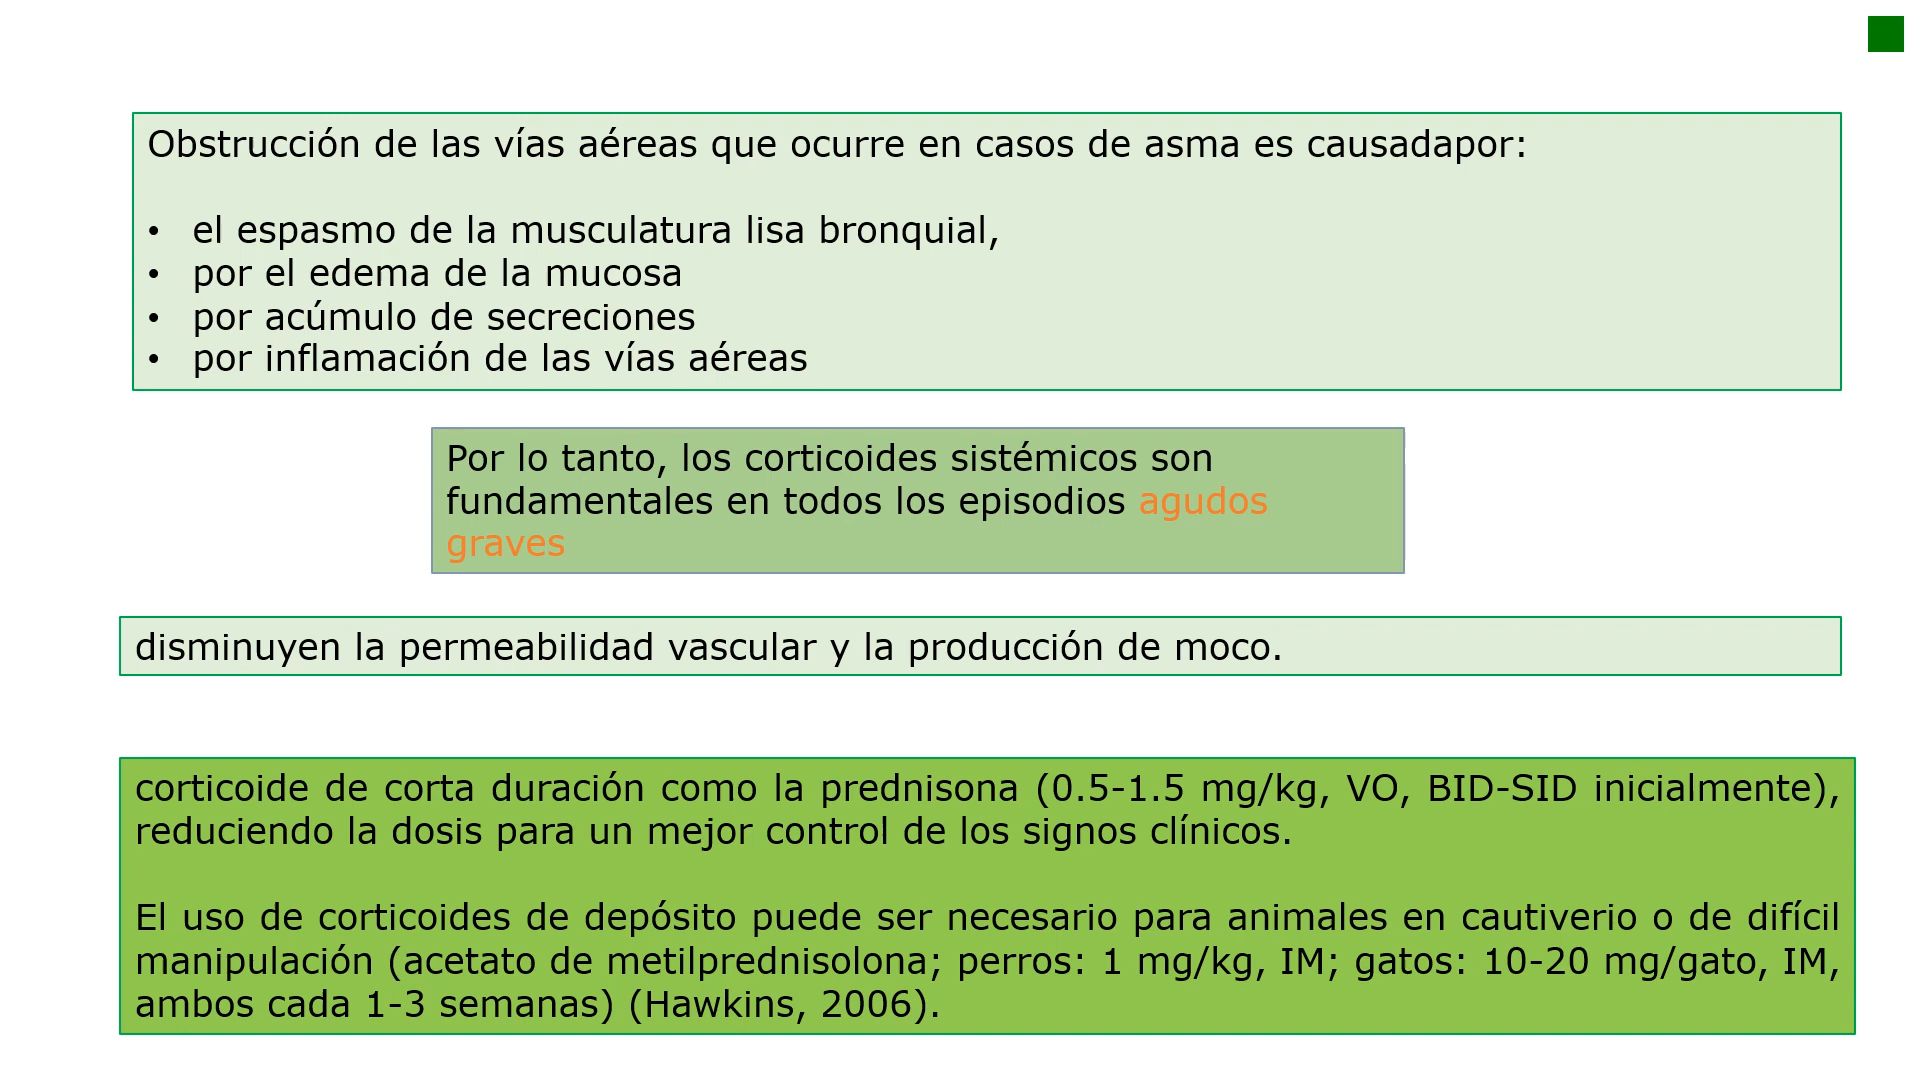 Obstrucción de las vías aéreas que ocurre en casos de asma es causadapor:
• el espasmo de la musculatura lisa bronquial,
• por el edema de la mucosa
• por acúmulo de secreciones
• por inflamación de las vías aéreas
Por lo tanto, los corticoides sistémicos son
fundamentales en todos los episodios agudos
graves
disminuyen la permeabilidad vascular y la producción de moco.
corticoide de corta duración como la prednisona (0.5-1.5 mg/kg, VO, BID-SID inicialmente),
reduciendo la dosis para un mejor control de los signos clínicos.
El uso de corticoides de depósito puede ser necesario para animales en cautiverio o de difícil
manipulación (acetato de metilprednisolona; perros: 1 mg/kg, IM; gatos: 10-20 mg/gato, IM,
ambos cada 1-3 semanas) (Hawkins, 2006).